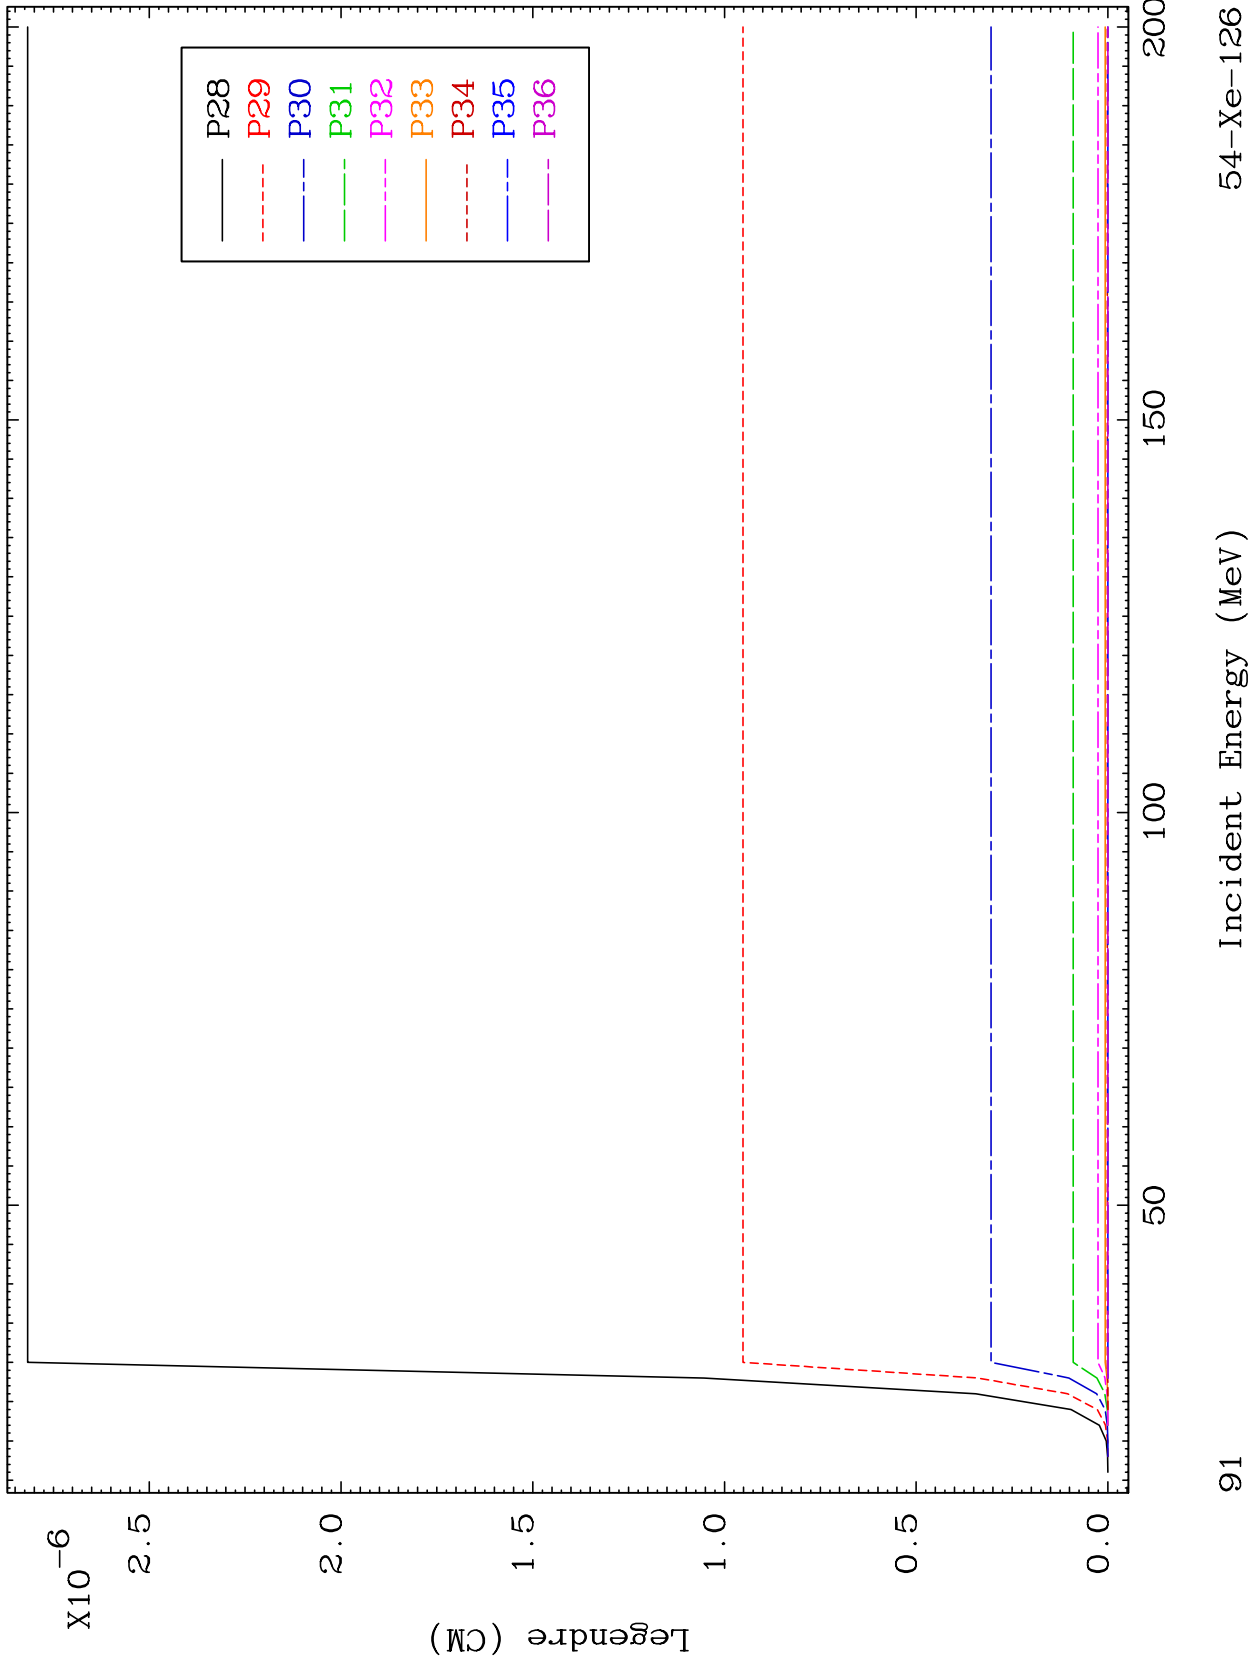 X10-6
2.5
2.0
1.5
1.0
0.5
0.0
Legendre (CM)
P28
P29
P30
P31
P32
P33
P34
P35
P36
50
100
150
200
91
Incident Energy (MeV)
54-Xe-126